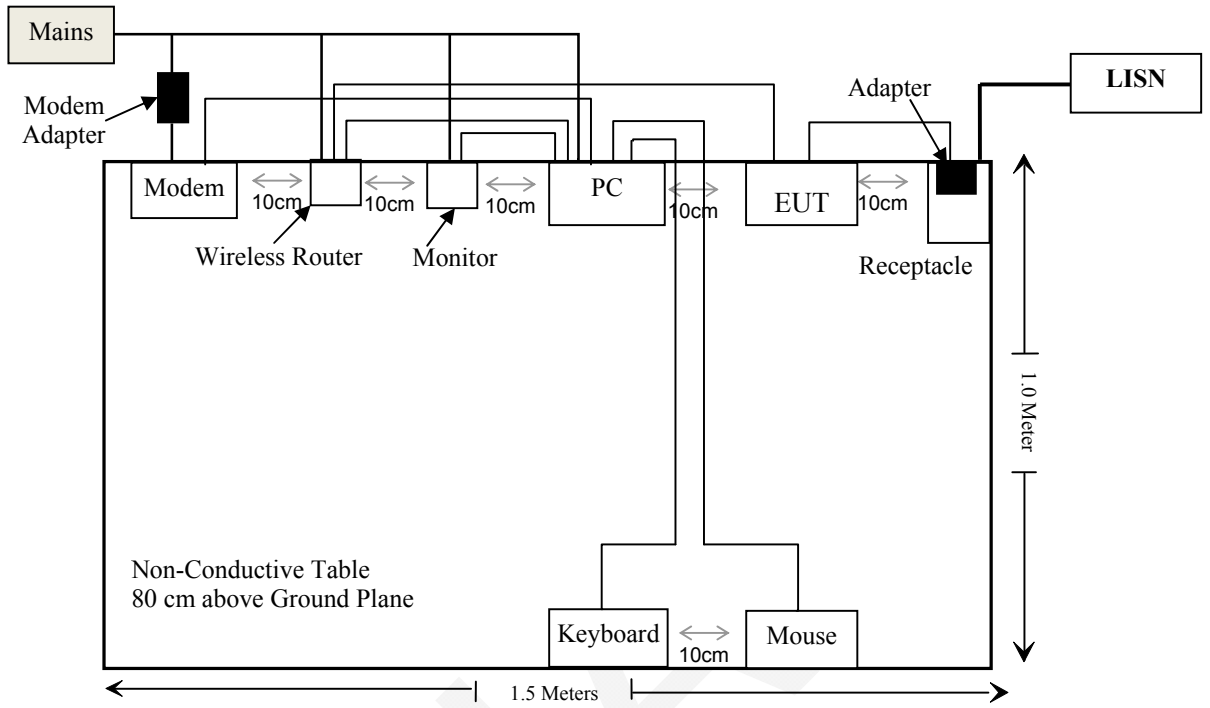 Mains
LISN
Adapter
Modem
Adapter
Modem
10cm
10cm
10cm
PC
10cm
EUT
10cm
Wireless Router
Monitor
Receptacle
1.0 Meter
Non-Conductive Table
80 cm above Ground Plane
Keyboard
10cm
Mouse
1.5 Meters